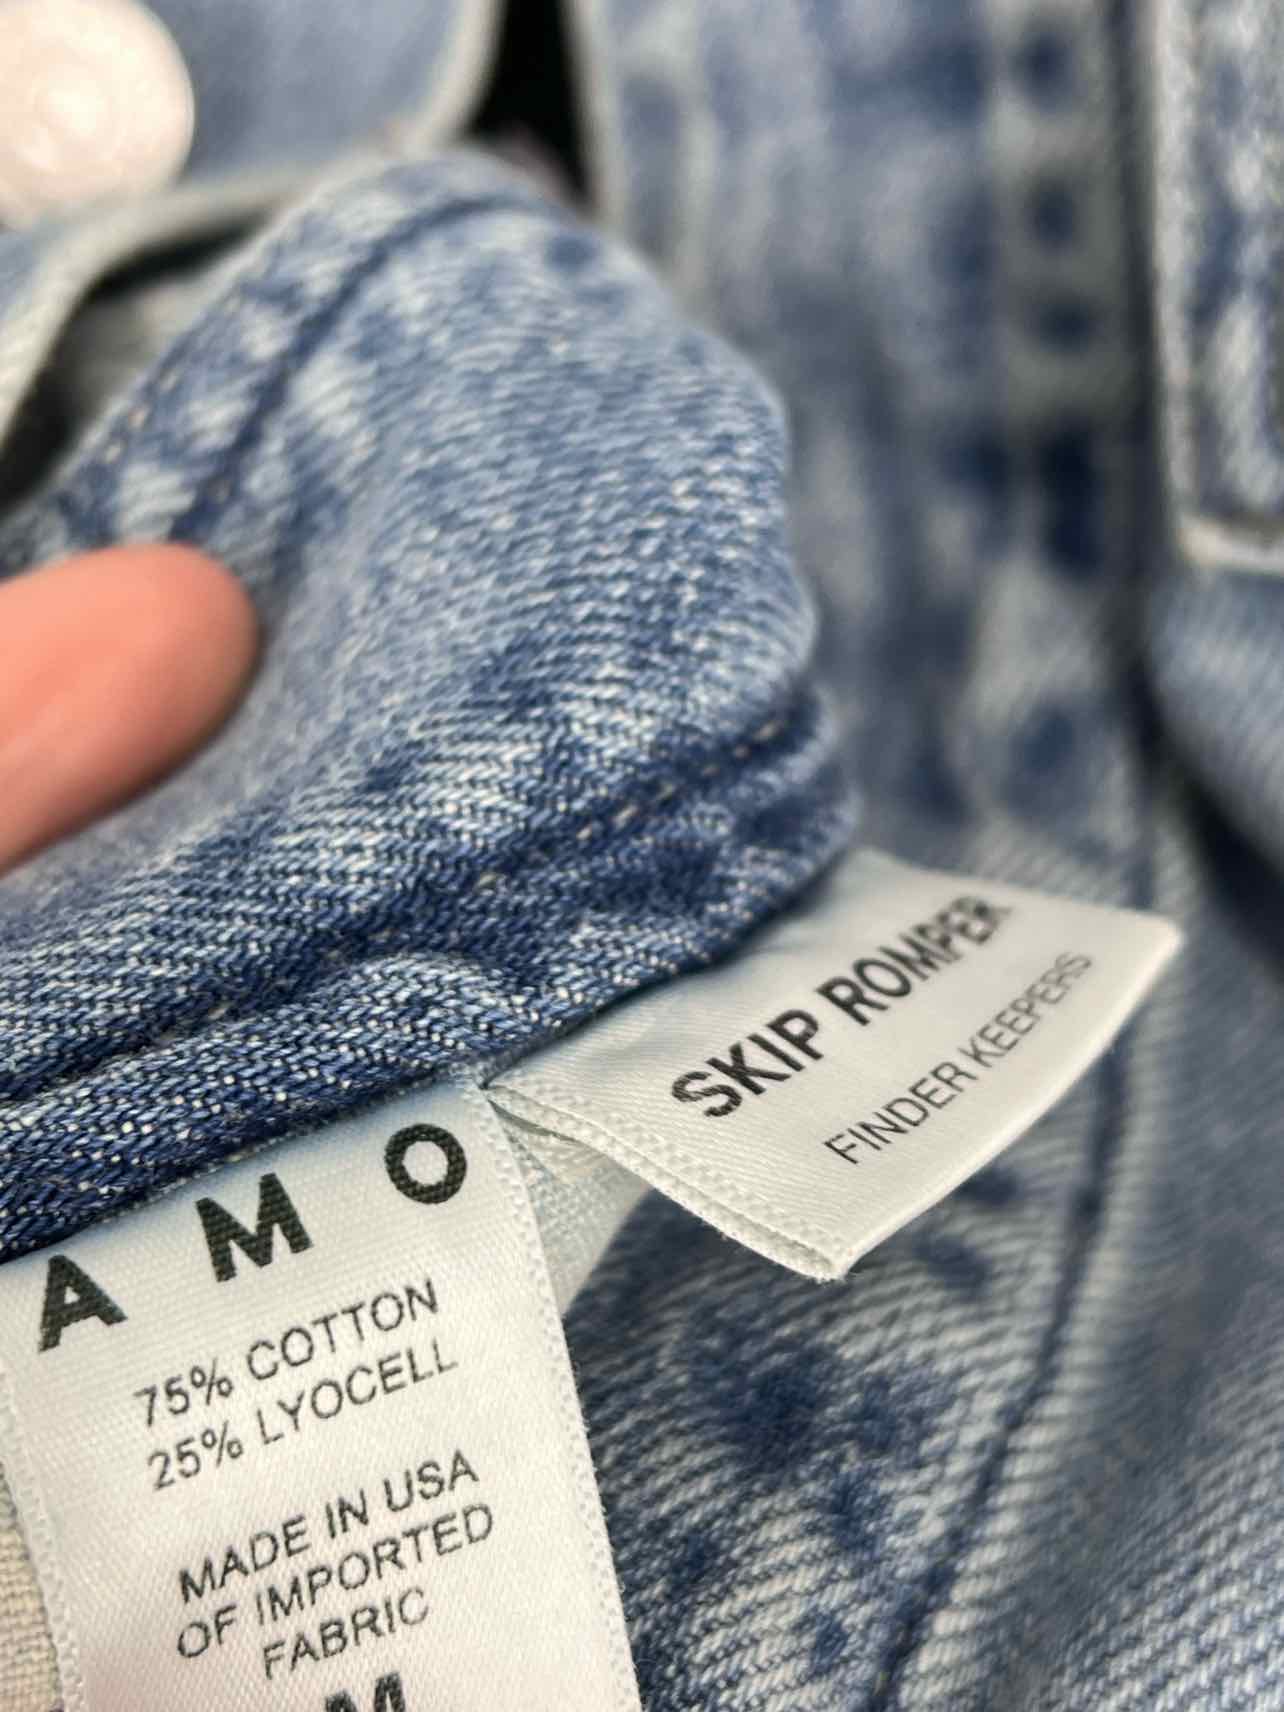 SKIP ROMPER
FINDER KEEPERS
AMO
75% COTTON
25% LYOCELL
MADE IN USA
OF IMPORTED
FABRIC
M